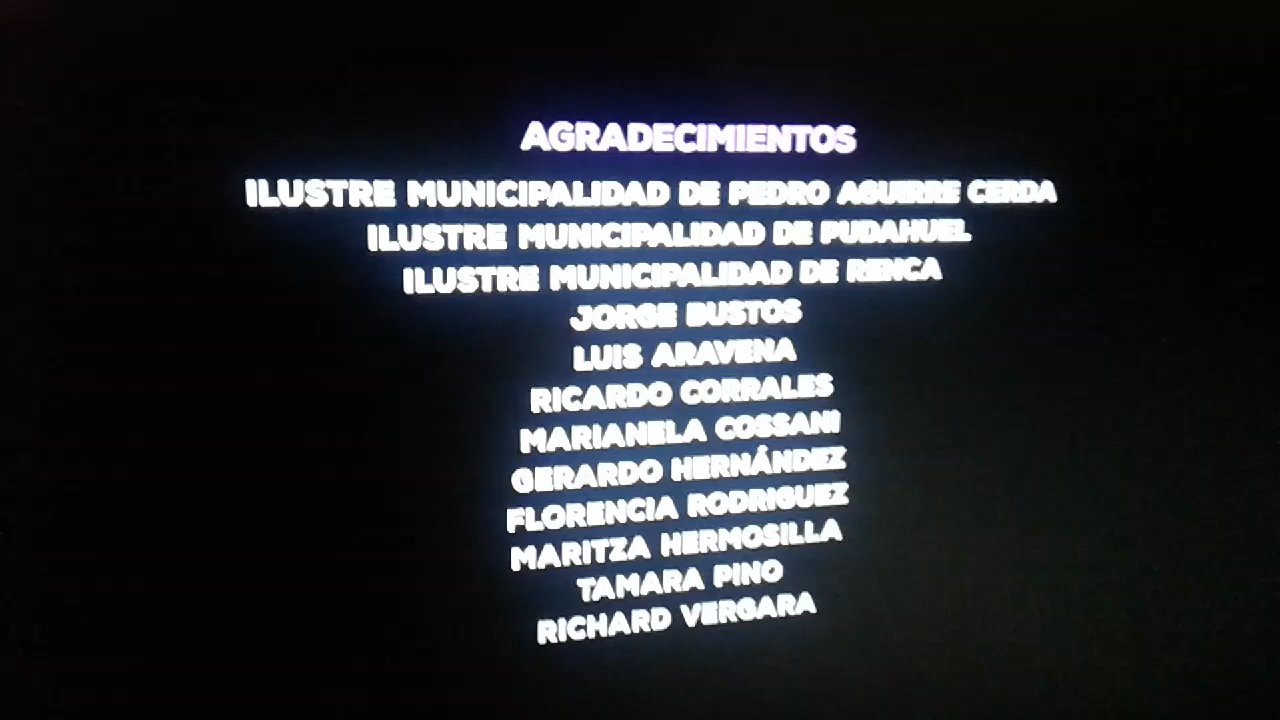 AGRADECIMIENTOS
ILUSTRE MUNICIPALIDAD DE PEDRO AGUIRRE CERDA
ILUSTRE MUNICIPALIDAD DE PUDAHUEL
ILUSTRE MUNICIPALIDAD DE RENCA
JORGE BUSTOS
LUIS ARAVENA
RICARDO CORRALES
MARIANELA COSSANI
GERARDO HERNÁNDEZ
FLORENCIA RODRIGUEZ
MARITZA HERMOSILLA
TAMARA PINO
RICHARD VERGARA